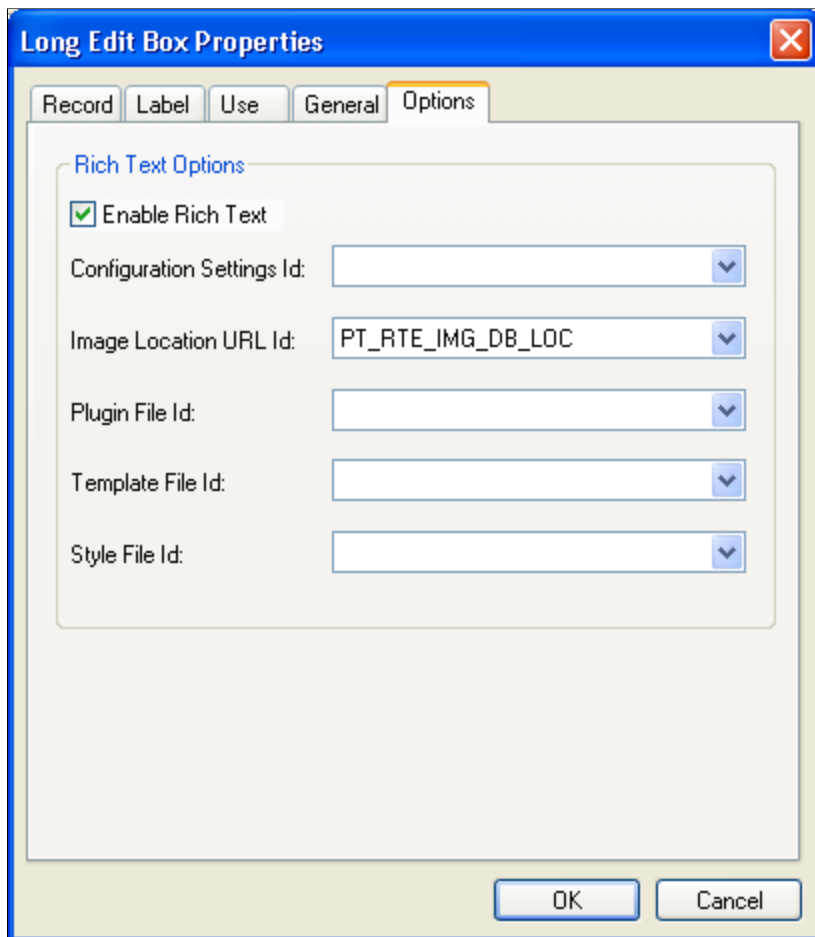 Long Edit Box Properties
Record Label Use General Options
Rich Text Options
Enable Rich Text
Configuration Settings Id:
Image Location URL Id: PT_RTE_IMG_DB_LOC
Plugin File Id:
Template File Id:
Style File Id:
OK Cancel